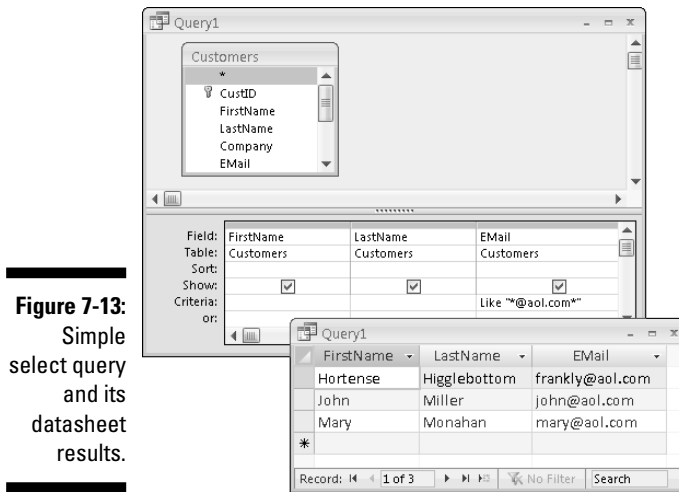 Query1
Customers
*
CustID
FirstName
LastName
Company
EMail
Field: FirstName LastName EMail
Table: Customers Customers Customers
Sort:
Show:
Criteria: Like "*@aol.com*"
or:
Query1
FirstName LastName EMail
Hortense Higglebottom frankly@aol.com
John Miller john@aol.com
Mary Monahan mary@aol.com
*
Record: 1 of 3 No Filter Search
Figure 7-13:
Simple
select query
and its
datasheet
results.